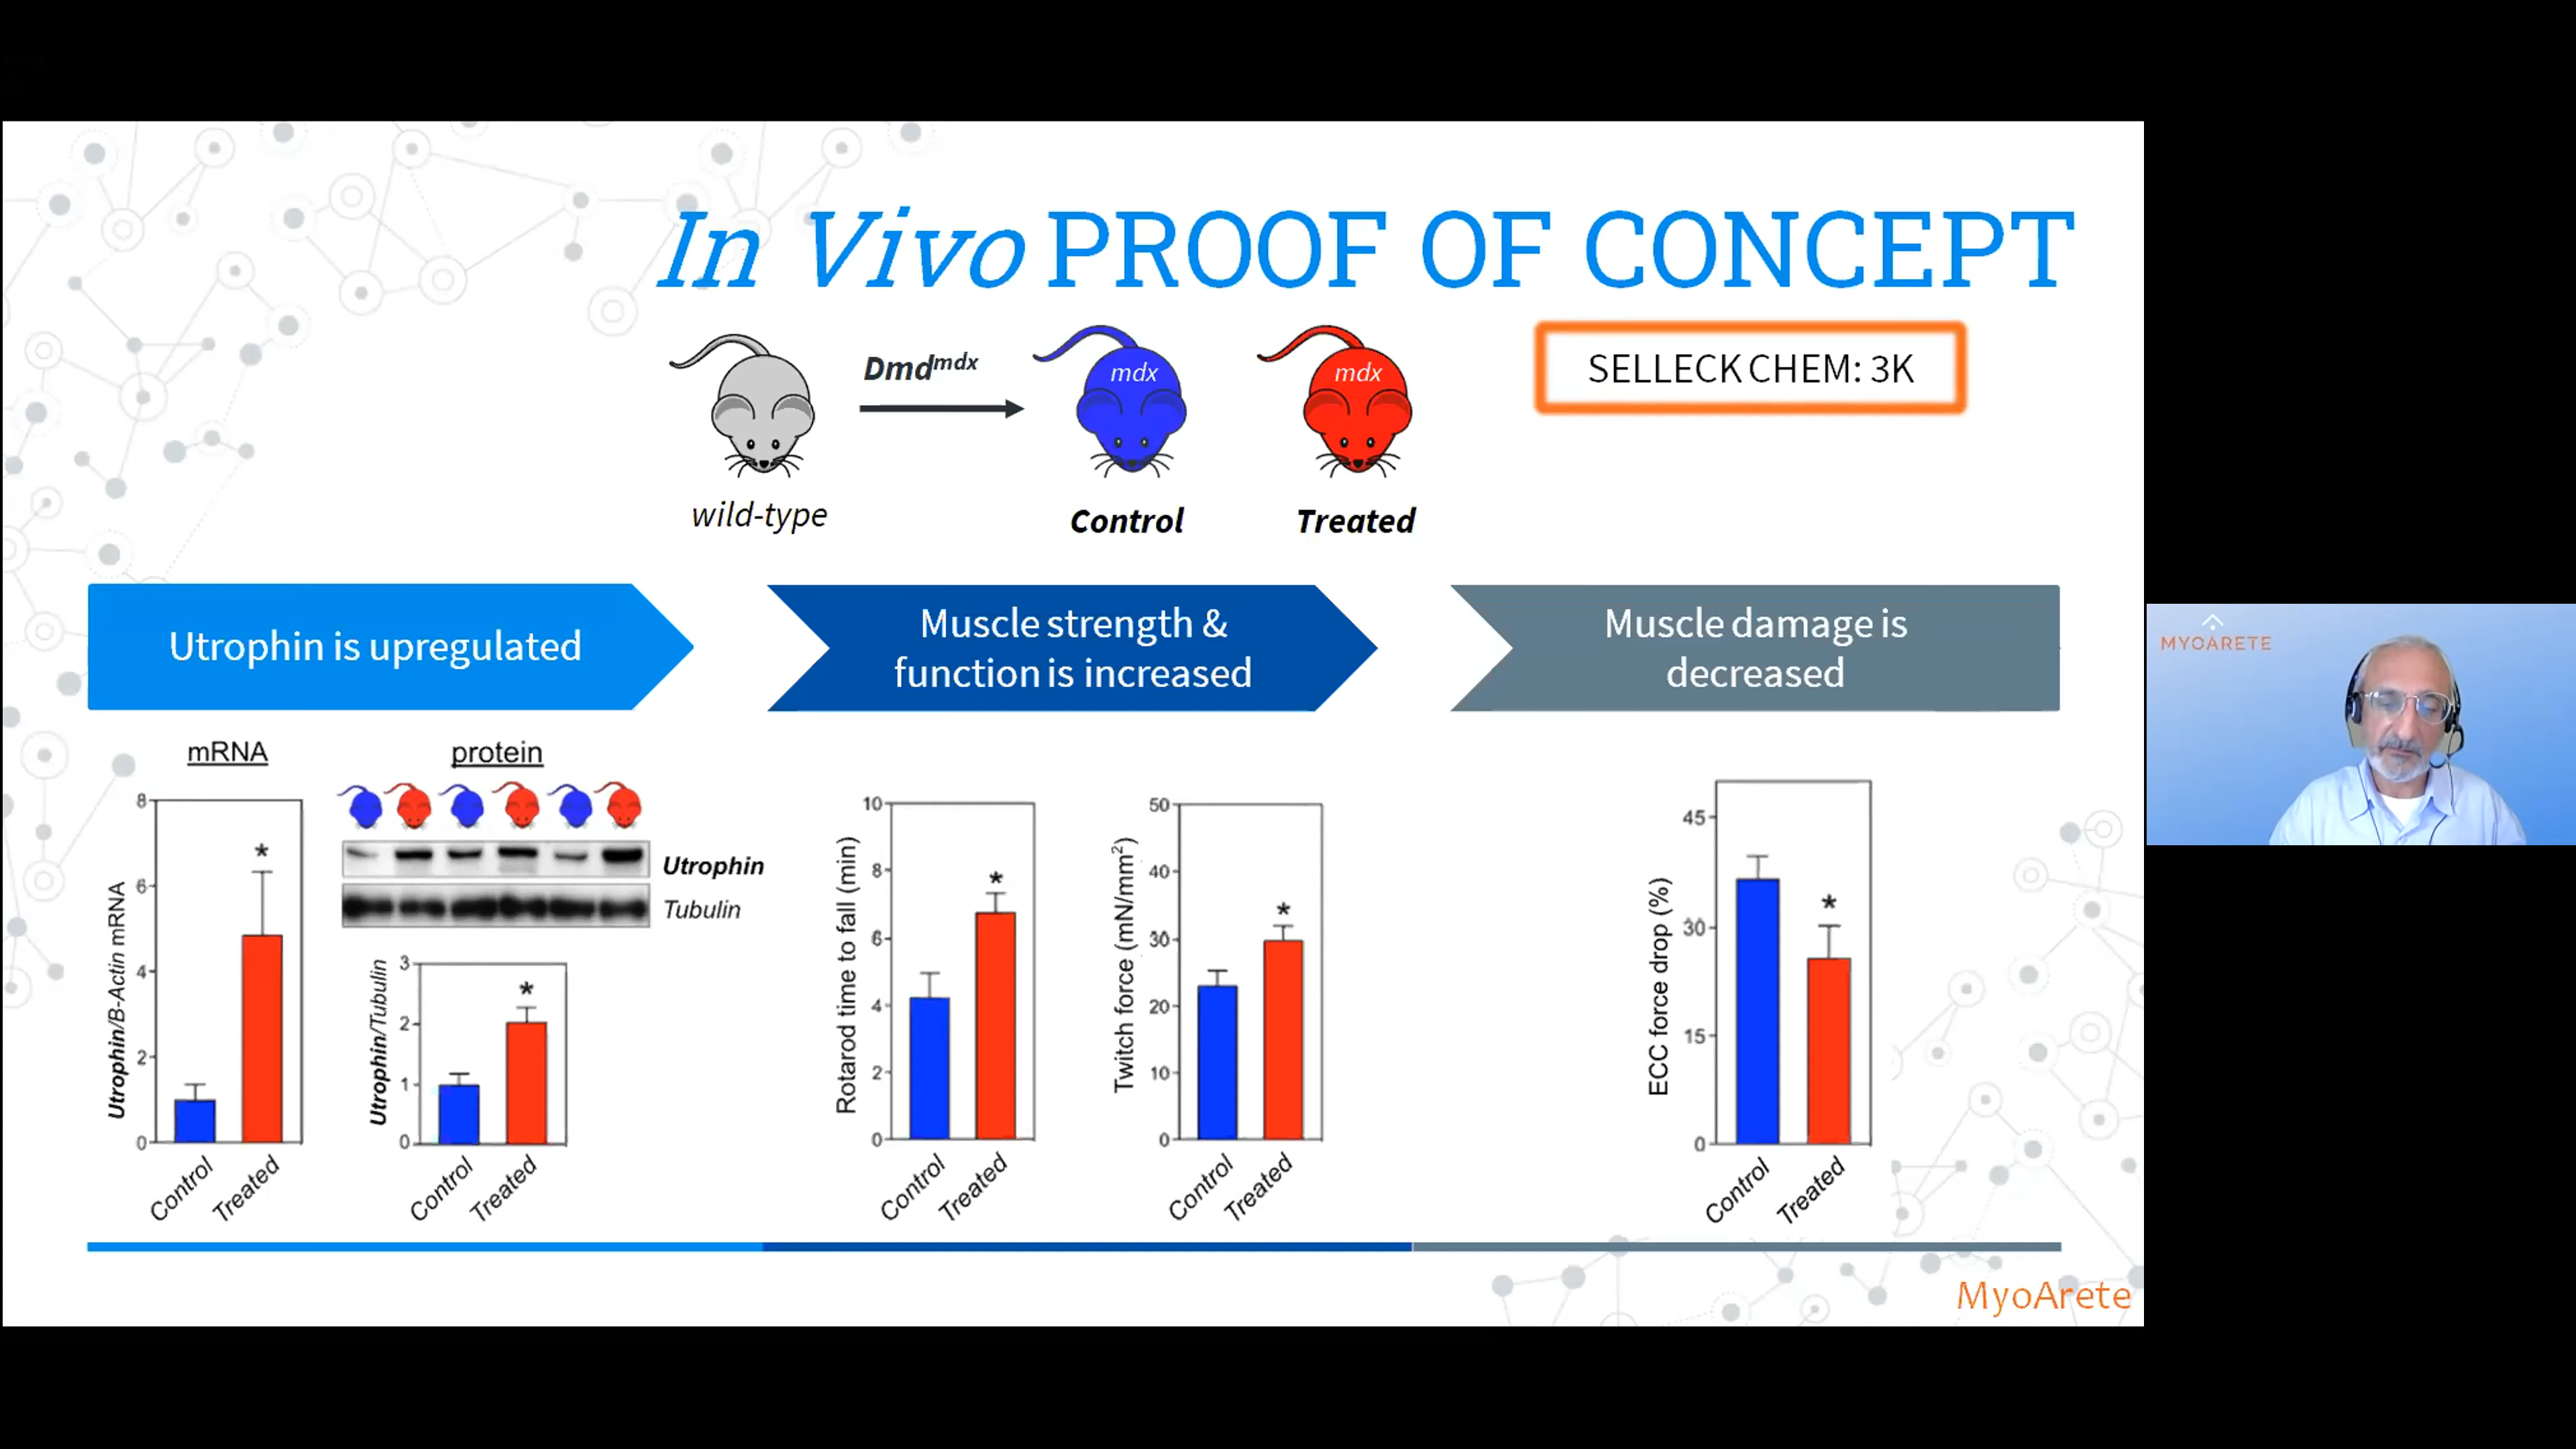 In Vivo PROOF OF CONCEPT
Dmdmdx
mdx
mdx
SELLECK CHEM: 3K
wild-type
Control
Treated
Utrophin is upregulated
Muscle strength &
function is increased
Muscle damage is
decreased
MYOARETE
mRNA
Utrophin/B-Actin mRNA
8
6
4
2
0
*
Control
Treated
protein
Utrophin
Tubulin
Utrophin/Tubulin
3
2
1
0
*
Control
Treated
Rotarod time to fall (min)
10
8
6
4
2
0
*
Control
Treated
Twitch force (mN/mm2)
50
40
30
20
10
0
*
Control
Treated
ECC force drop (%)
45
30
15
0
*
Control
Treated
MyoArete